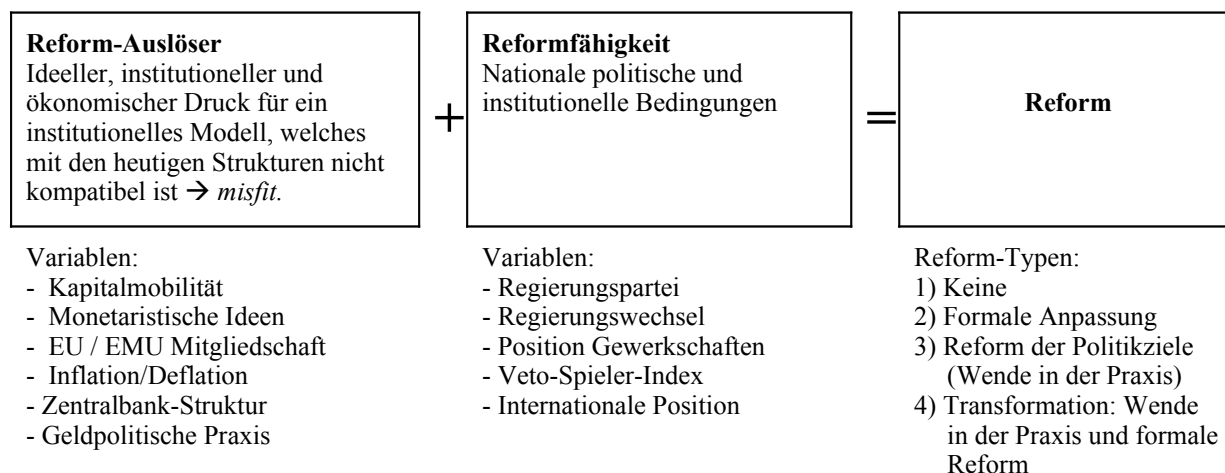 Reform-Auslöser
Ideeller, institutioneller und
ökonomischer Druck für ein
institutionelles Modell, welches
mit den heutigen Strukturen nicht
kompatibel ist → misfit.
+
Reformfähigkeit
Nationale politische und
institutionelle Bedingungen
=
Reform
Variablen:
- Kapitalmobilität
- Monetaristische Ideen
- EU / EMU Mitgliedschaft
- Inflation/Deflation
- Zentralbank-Struktur
- Geldpolitische Praxis
Variablen:
- Regierungspartei
- Regierungswechsel
- Position Gewerkschaften
- Veto-Spieler-Index
- Internationale Position
Reform-Typen:
1) Keine
2) Formale Anpassung
3) Reform der Politikziele
(Wende in der Praxis)
4) Transformation: Wende
in der Praxis und formale
Reform